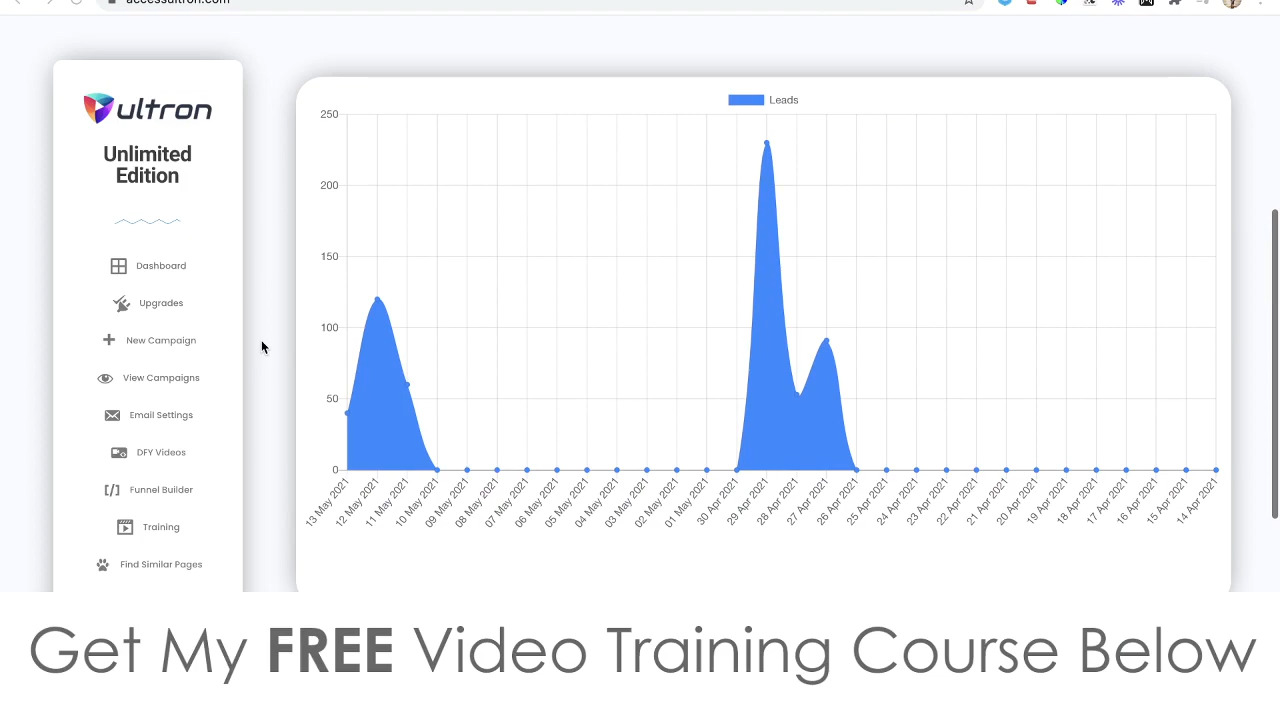 accessultron.com
ultron
Unlimited
Edition
Dashboard
Upgrades
New Campaign
View Campaigns
Email Settings
DFY Videos
Funnel Builder
Training
Find Similar Pages
Leads
250
200
150
100
50
0
13 May 2021
12 May 2021
11 May 2021
10 May 2021
09 May 2021
08 May 2021
07 May 2021
06 May 2021
05 May 2021
04 May 2021
03 May 2021
02 May 2021
01 May 2021
30 Apr 2021
29 Apr 2021
28 Apr 2021
27 Apr 2021
26 Apr 2021
25 Apr 2021
24 Apr 2021
23 Apr 2021
22 Apr 2021
21 Apr 2021
20 Apr 2021
19 Apr 2021
18 Apr 2021
17 Apr 2021
16 Apr 2021
15 Apr 2021
14 Apr 2021
Get My FREE Video Training Course Below